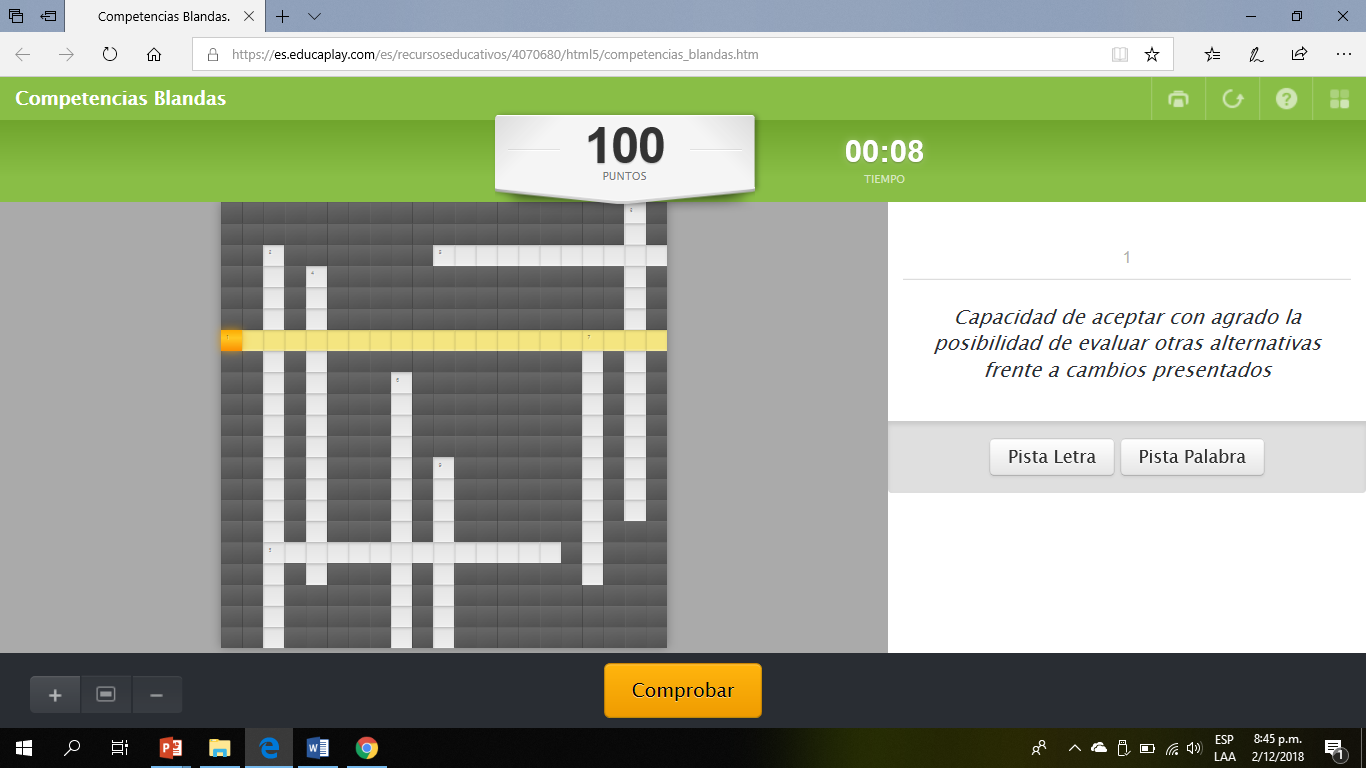 Competencias Blandas.
https://es.educaplay.com/es/recursoseducativos/4070680/html5/competencias_blandas.htm
Competencias Blandas
100
PUNTOS
00:08
TIEMPO
1
Capacidad de aceptar con agrado la
posibilidad de evaluar otras alternativas
frente a cambios presentados
Pista Letra
Pista Palabra
Comprobar
ESP
LAA
8:45 p.m.
2/12/2018
1